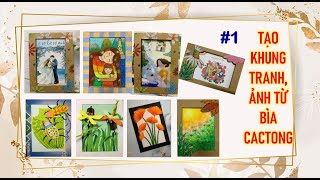 #1
TẠO
KHUNG
TRANH,
ẢNH TỪ
BÌA
CACTONG